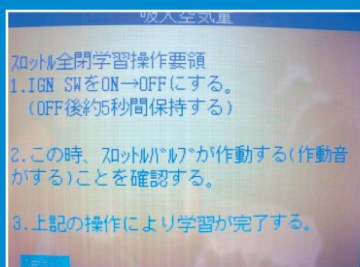 吸入空気量
ｽﾛｯﾄﾙ全閉学習操作要領
1.IGN SWをON→OFFにする。
(OFF後約5秒間保持する)
2.この時、ｽﾛｯﾄﾙﾊﾞﾙﾌﾞが作動する(作動音
がする)ことを確認する。
3.上記の操作により学習が完了する。